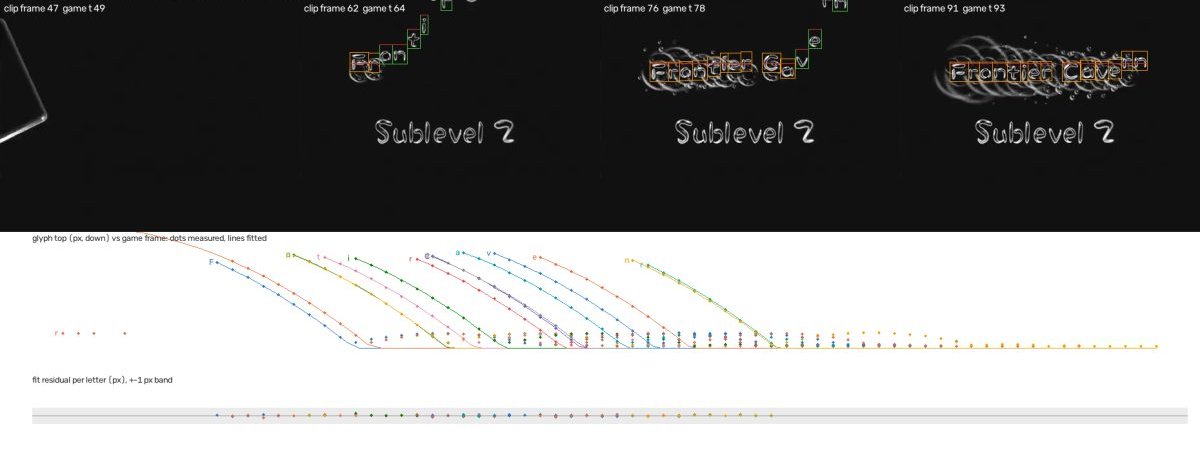 clip frame 47 game t 49
clip frame 62 game t 64
clip frame 76 game t 78
clip frame 91 game t 93
F
i
t
on
Fr
Sublevel 2
e
v
Frontier Ca
Sublevel 2
Frontier Cavern
Sublevel 2
glyph top (px, down) vs game frame: dots measured, lines fitted
F
n
t
i
r
C
a
v
e
n
r
r
fit residual per letter (px), +-1 px band